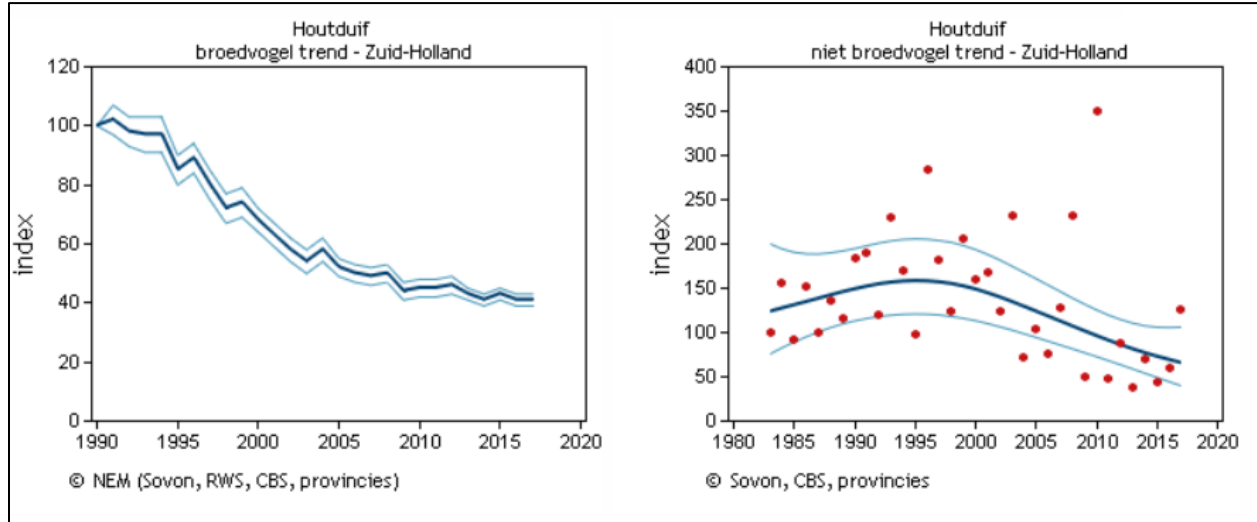 Houtduif
broedvogel trend - Zuid-Holland
120
100
80
60
40
20
0
index
1990 1995 2000 2005 2010 2015 2020
© NEM (Sovon, RWS, CBS, provincies)
Houtduif
niet broedvogel trend - Zuid-Holland
400
350
300
250
200
150
100
50
0
index
1980 1985 1990 1995 2000 2005 2010 2015 2020
© Sovon, CBS, provincies